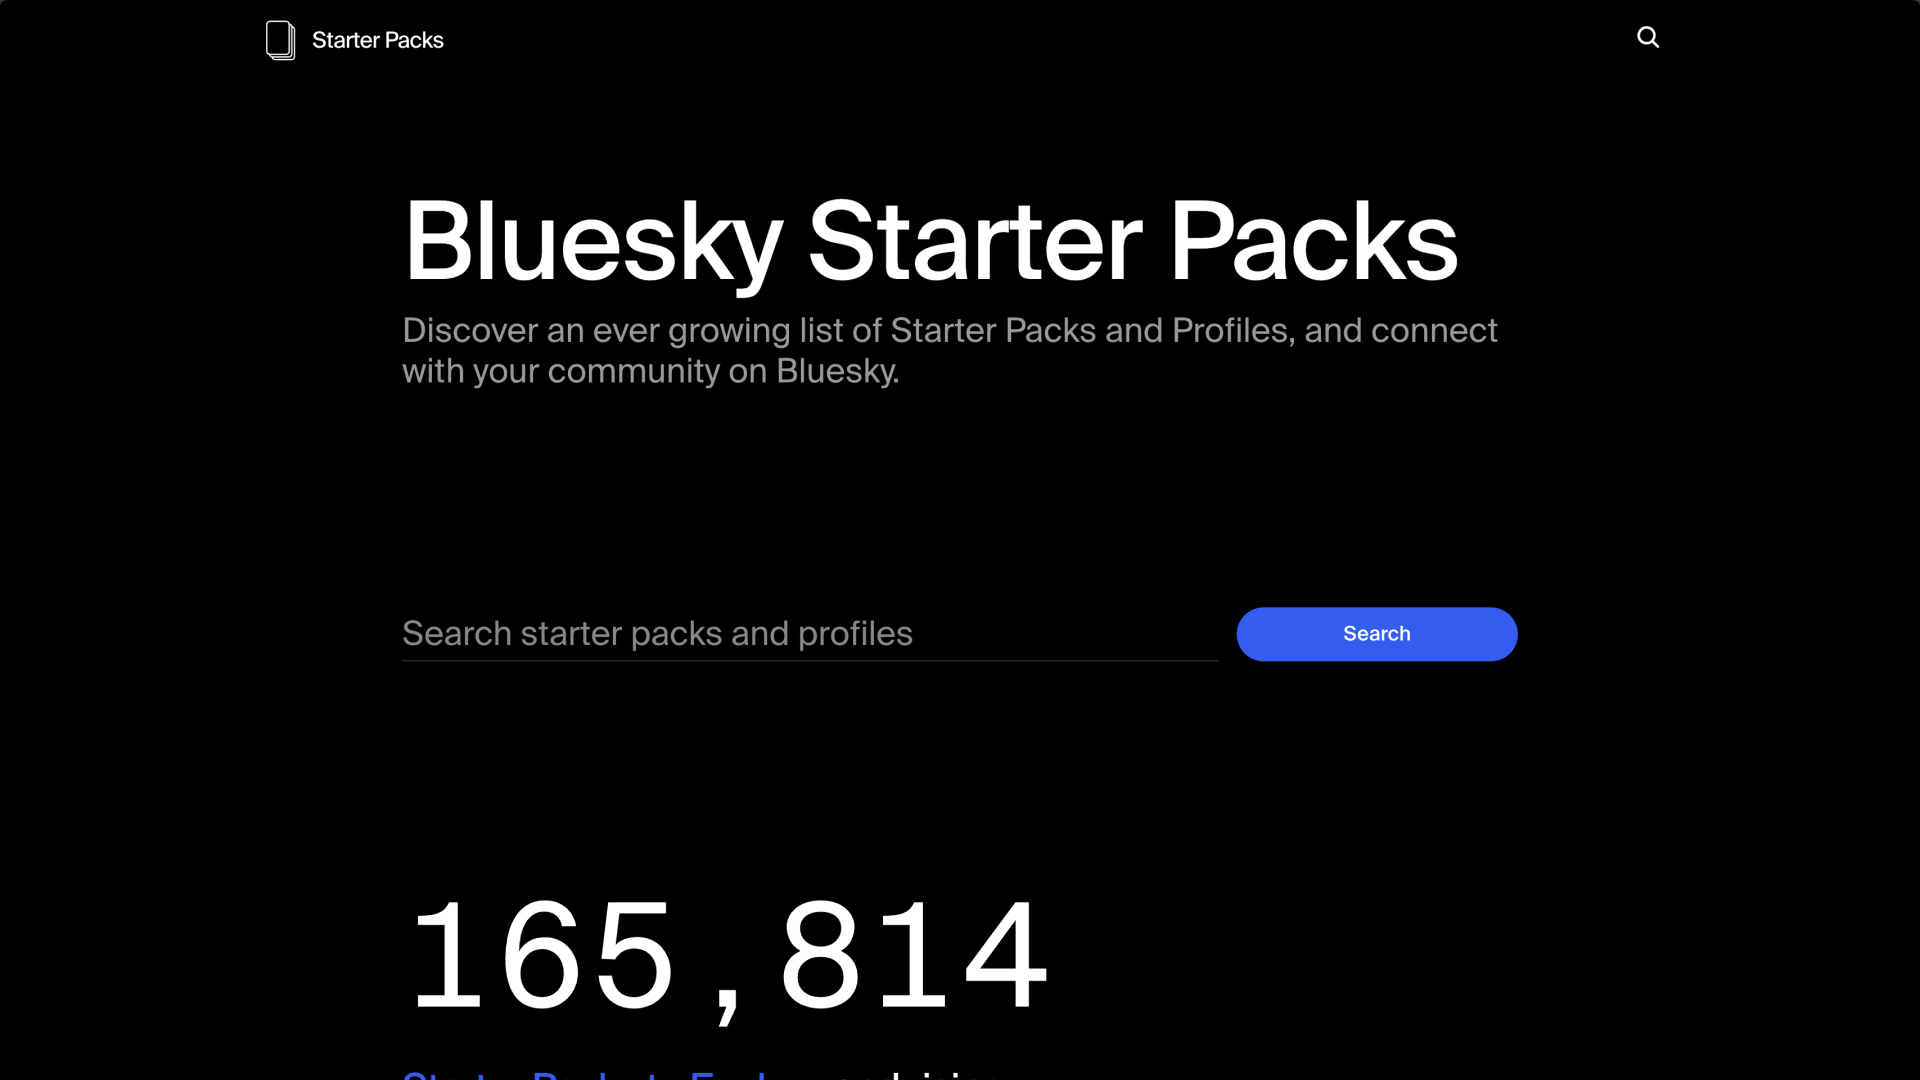 Starter Packs
Bluesky Starter Packs
Discover an ever growing list of Starter Packs and Profiles, and connect
with your community on Bluesky.
Search starter packs and profiles
Search
165,814